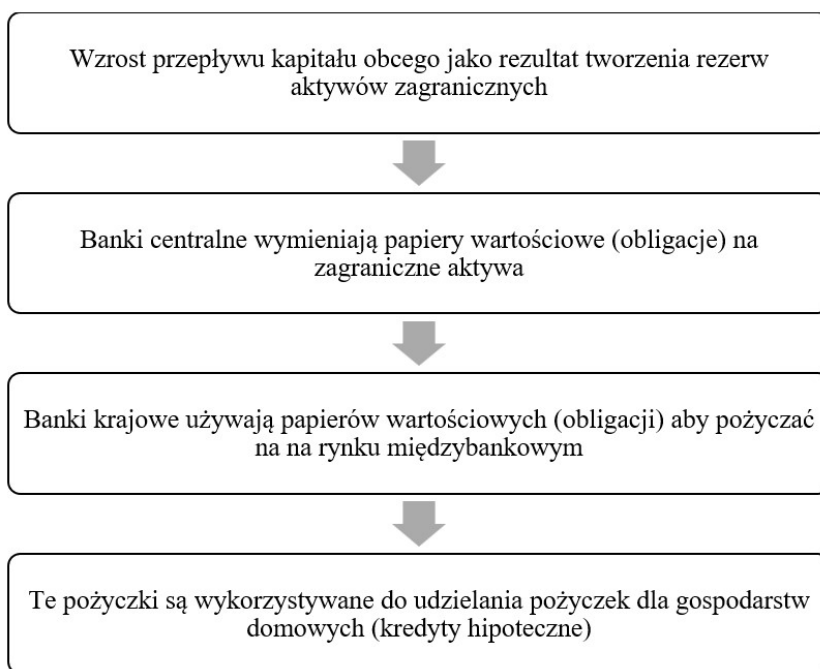 Wzrost przepływu kapitału obcego jako rezultat tworzenia rezerw
aktywów zagranicznych
Banki centralne wymieniają papiery wartościowe (obligacje) na
zagraniczne aktywa
Banki krajowe używają papierów wartościowych (obligacji) aby pożyczać
na na rynku międzybankowym
Te pożyczki są wykorzystywane do udzielania pożyczek dla gospodarstw
domowych (kredyty hipoteczne)